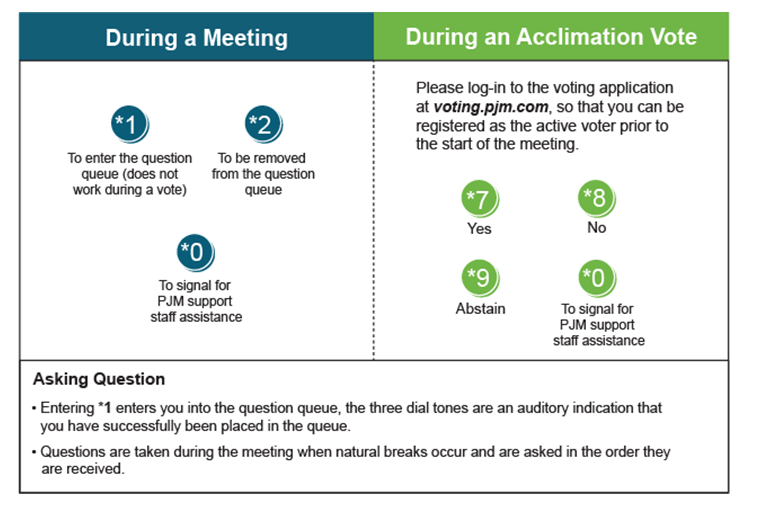 During a Meeting
During an Acclimation Vote
*1
To enter the question
queue (does not
work during a vote)
*2
To be removed
from the question
queue
*0
To signal for
PJM support
staff assistance
Please log-in to the voting application
at voting.pjm.com, so that you can be
registered as the active voter prior to
the start of the meeting.
*7
Yes
*8
No
*9
Abstain
*0
To signal for
PJM support
staff assistance
Asking Question
• Entering *1 enters you into the question queue, the three dial tones are an auditory indication that
you have successfully been placed in the queue.
• Questions are taken during the meeting when natural breaks occur and are asked in the order they
are received.